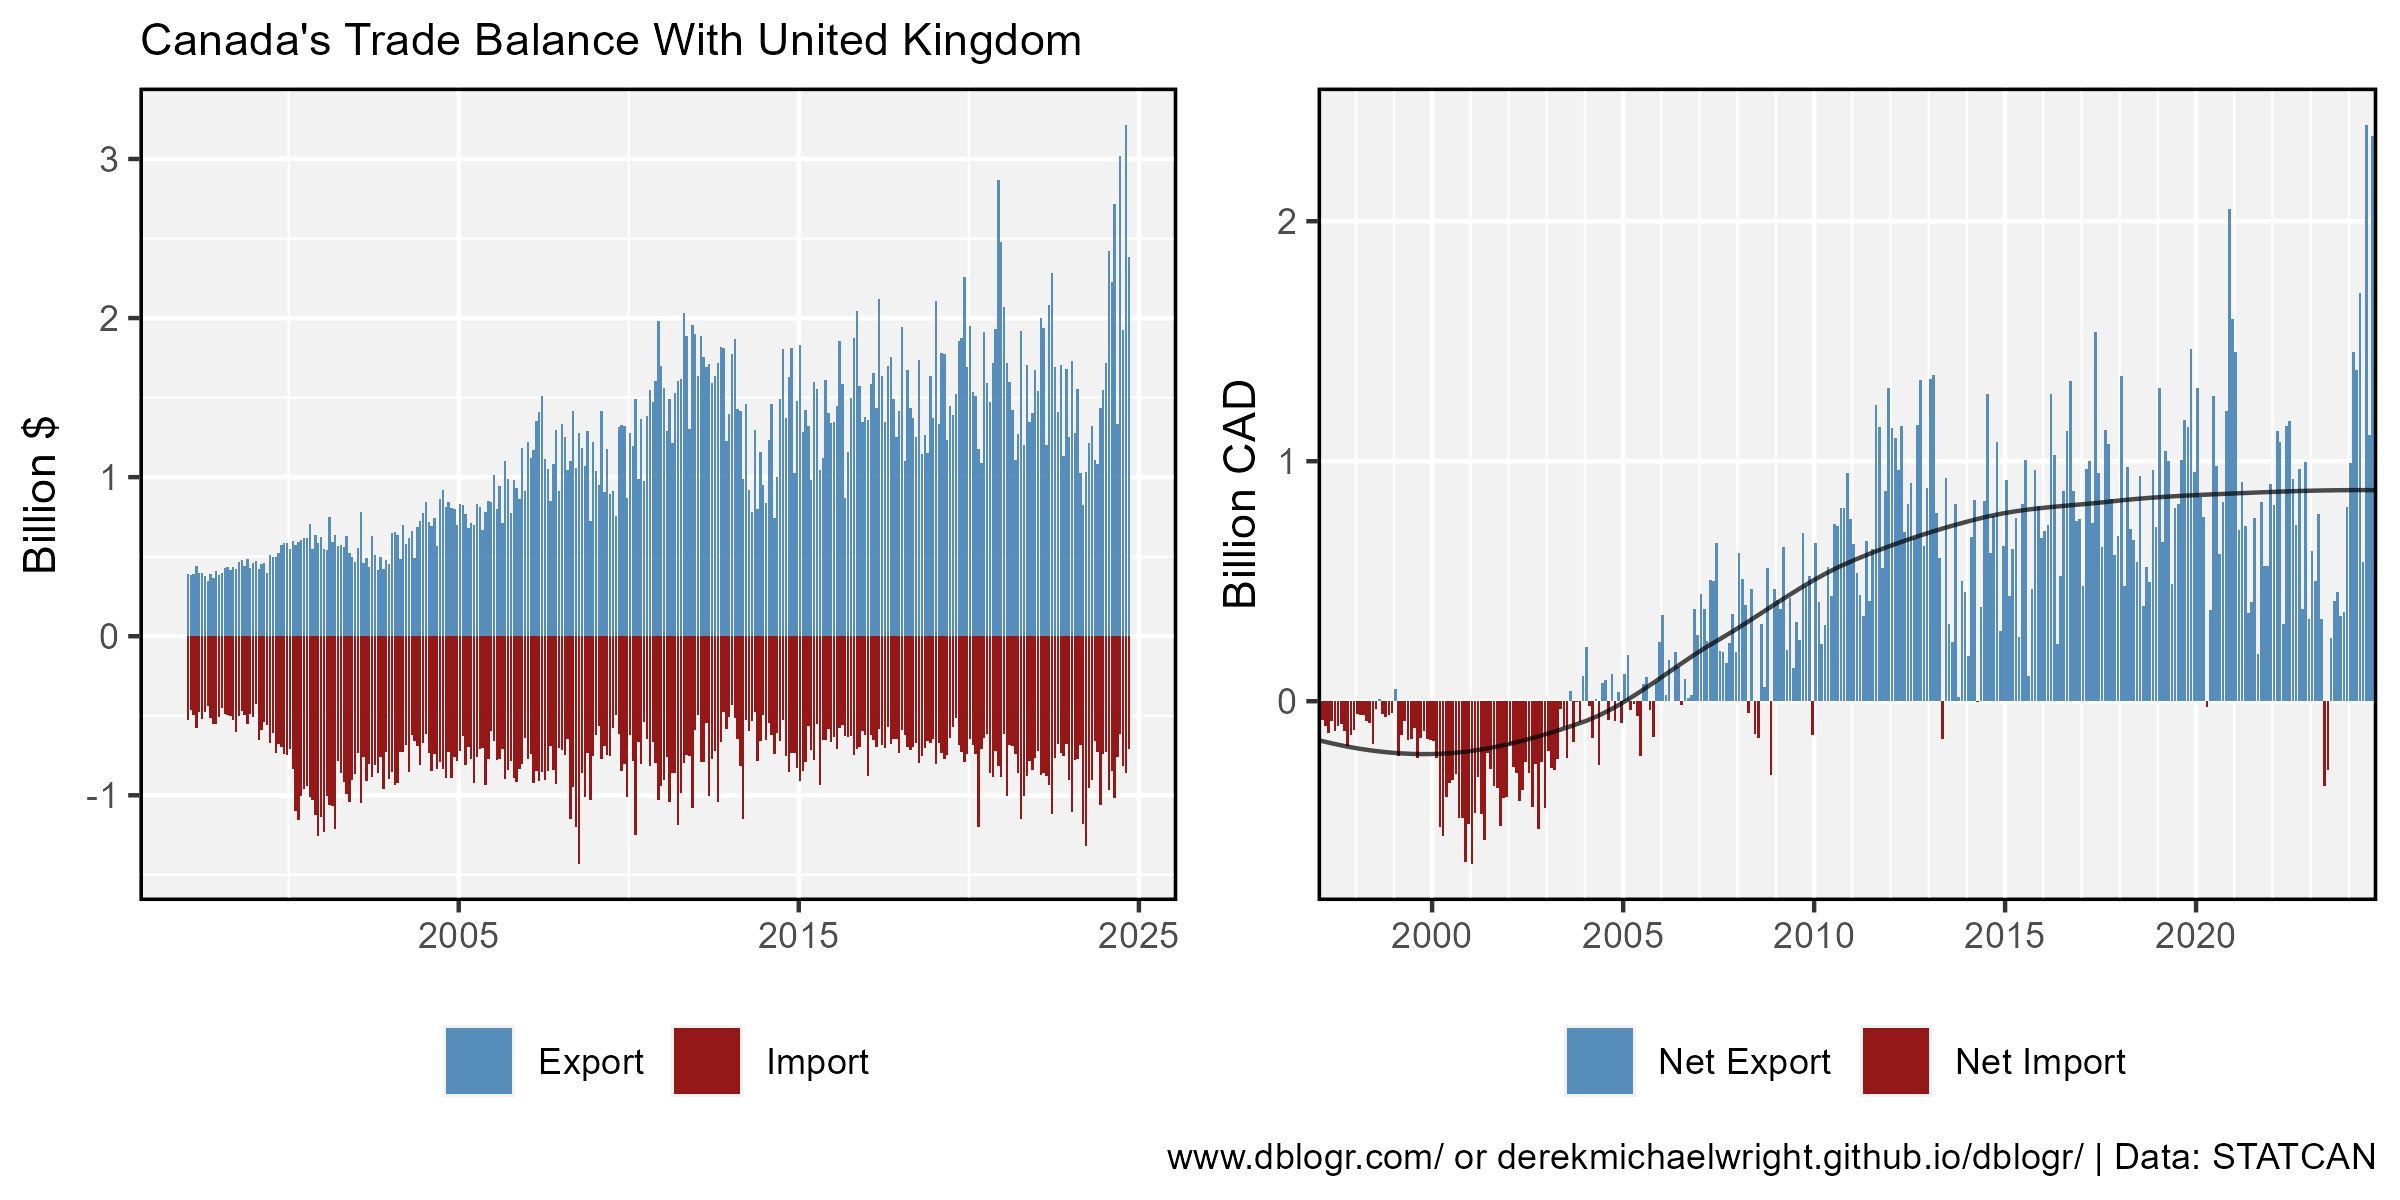 Canada's Trade Balance With United Kingdom
Billion $
3
2
1
0
-1
2005
2015
2025
Export
Import
Billion CAD
2
1
0
2000
2005
2010
2015
2020
Net Export
Net Import
www.dblogr.com/ or derekmichaelwright.github.io/dblogr/ | Data: STATCAN